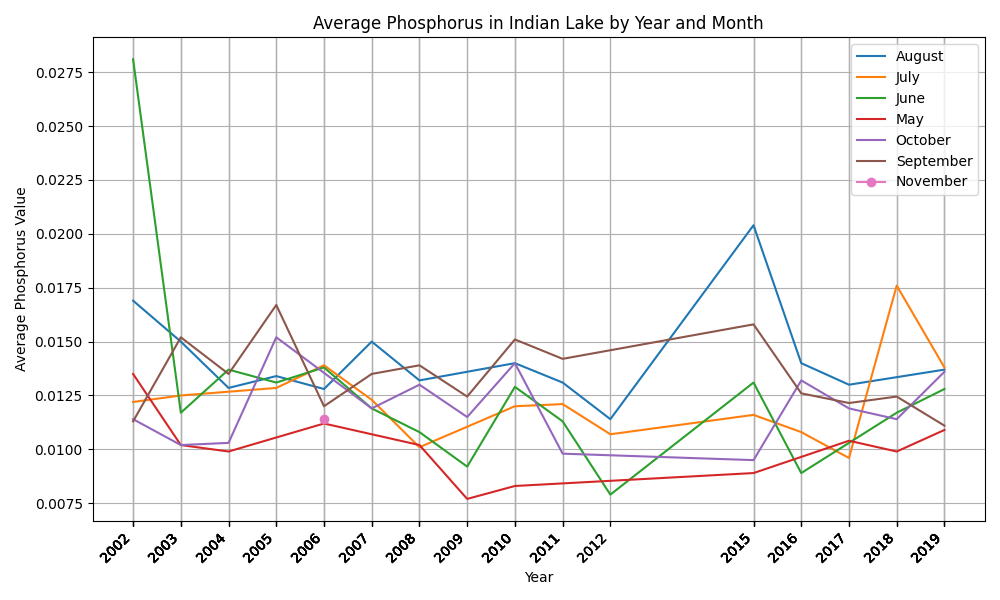 Average Phosphorus in Indian Lake by Year and Month
Average Phosphorus Value
0.0275
0.0250
0.0225
0.0200
0.0175
0.0150
0.0125
0.0100
0.0075
August
July
June
May
October
September
November
2002 2003 2004 2005 2006 2007 2008 2009 2010 2011 2012 2015 2016 2017 2018 2019
Year